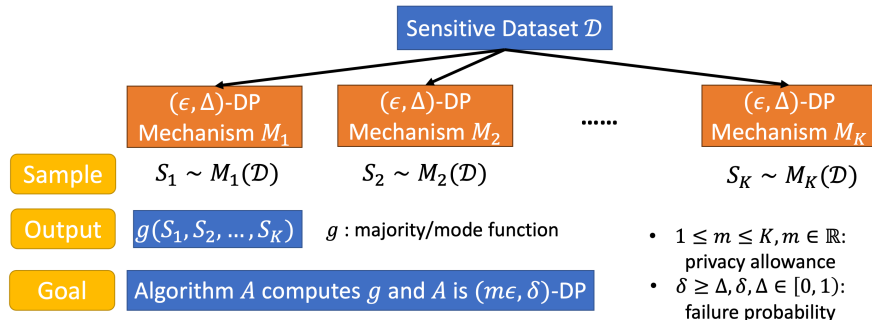 Sensitive Dataset 𝒟
(ϵ, Δ)-DP
Mechanism M₁
(ϵ, Δ)-DP
Mechanism M₂
······
(ϵ, Δ)-DP
Mechanism M_K
Sample
S₁ ~ M₁(𝒟)
S₂ ~ M₂(𝒟)
S_K ~ M_K(𝒟)
Output
g(S₁, S₂, … , S_K)
g : majority/mode function
Goal
Algorithm A computes g and A is (mϵ, δ)-DP
• 1 ≤ m ≤ K, m ∈ ℝ:
privacy allowance
• δ ≥ Δ, δ, Δ ∈ [0, 1):
failure probability